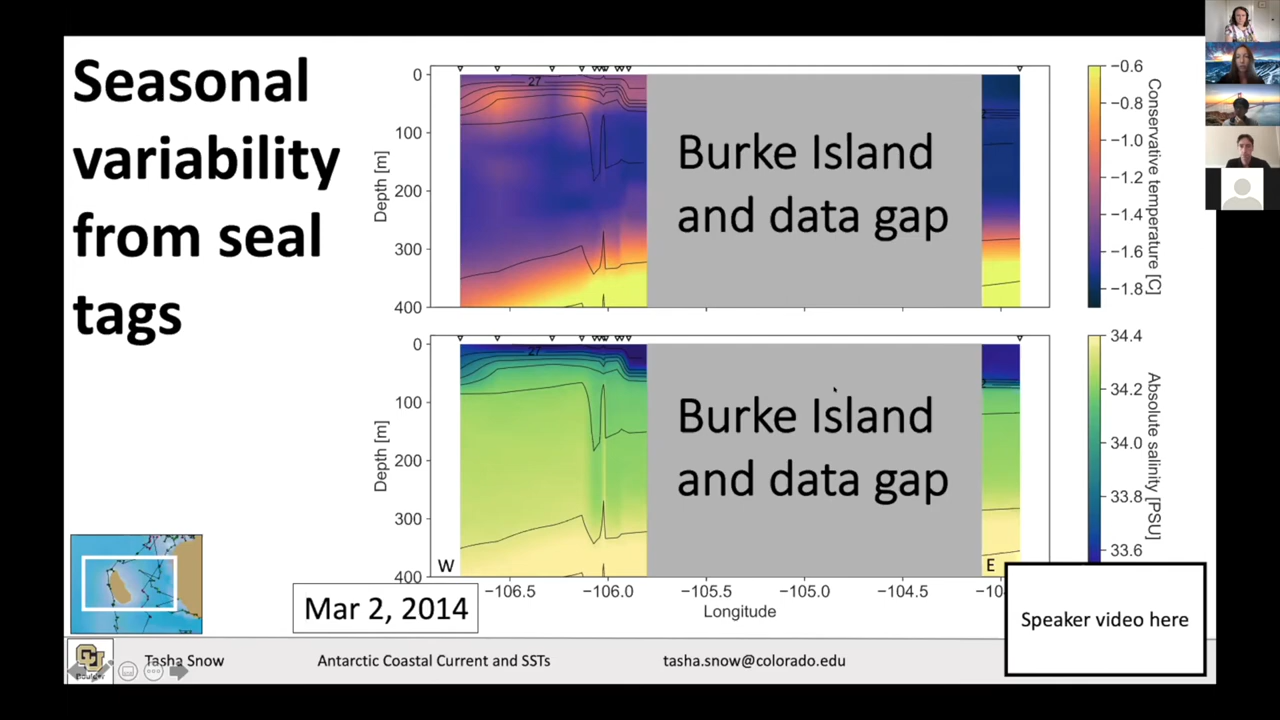 Seasonal
variability
from seal
tags
0
100
200
300
400
Depth [m]
27
Burke Island
and data gap
−0.6
−0.8
−1.0
−1.2
−1.4
−1.6
−1.8
Conservative temperature [C]
0
100
200
300
400
Depth [m]
27
Burke Island
and data gap
W
E
−106.5
−106.0
−105.5
−105.0
−104.5
Longitude
34.4
34.2
34.0
33.8
33.6
Absolute salinity [PSU]
Mar 2, 2014
Speaker video here
CU
Boulder
Tasha Snow
Antarctic Coastal Current and SSTs
tasha.snow@colorado.edu